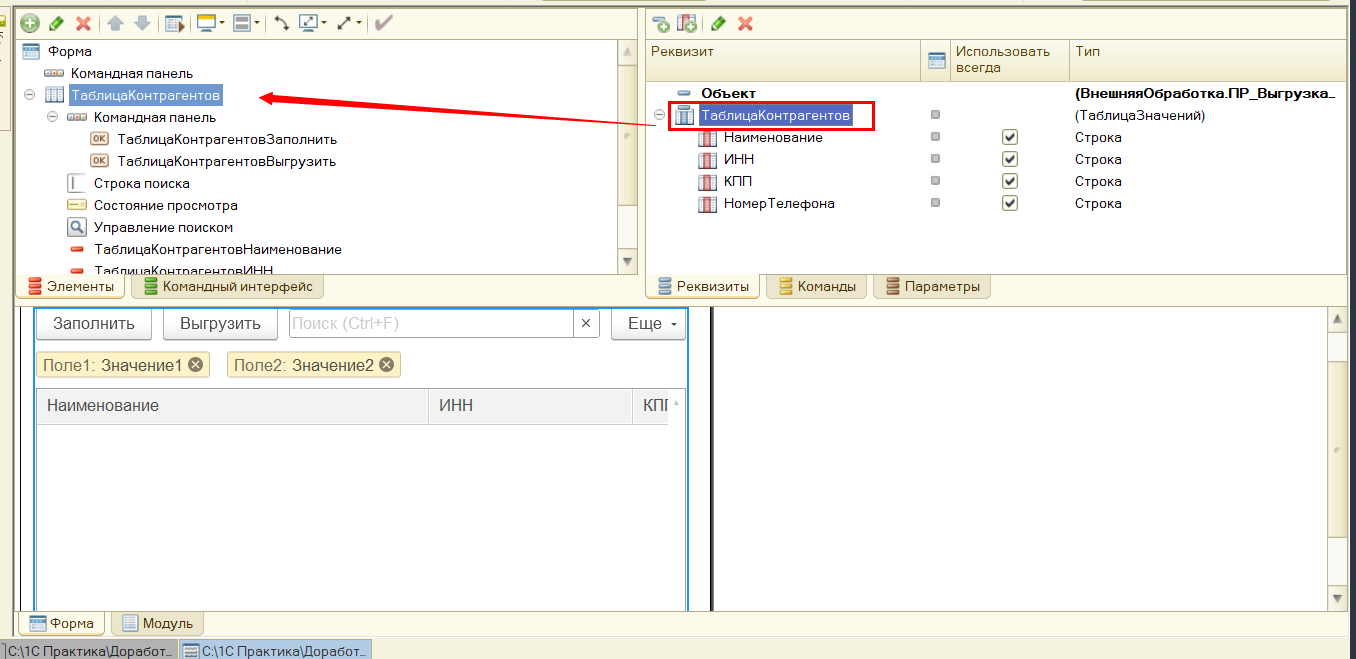 Форма
Командная панель
ТаблицаКонтрагентов
Командная панель
OK ТаблицаКонтрагентовЗаполнить
OK ТаблицаКонтрагентовВыгрузить
Строка поиска
Состояние просмотра
Управление поиском
ТаблицаКонтрагентовНаименование
ТаблицаКонтрагентовИНН
Элементы
Командный интерфейс
Реквизит
Использовать всегда
Тип
Объект (ВнешняяОбработка.ПР_Выгрузка...
ТаблицаКонтрагентов (ТаблицаЗначений)
Наименование Строка
ИНН Строка
КПП Строка
НомерТелефона Строка
Реквизиты
Команды
Параметры
Заполнить Выгрузить Поиск (Ctrl+F) × Еще
Поле1: Значение1 Поле2: Значение2
Наименование ИНН КПП
Форма Модуль
C:\1С Практика\Доработ... C:\1С Практика\Доработ...